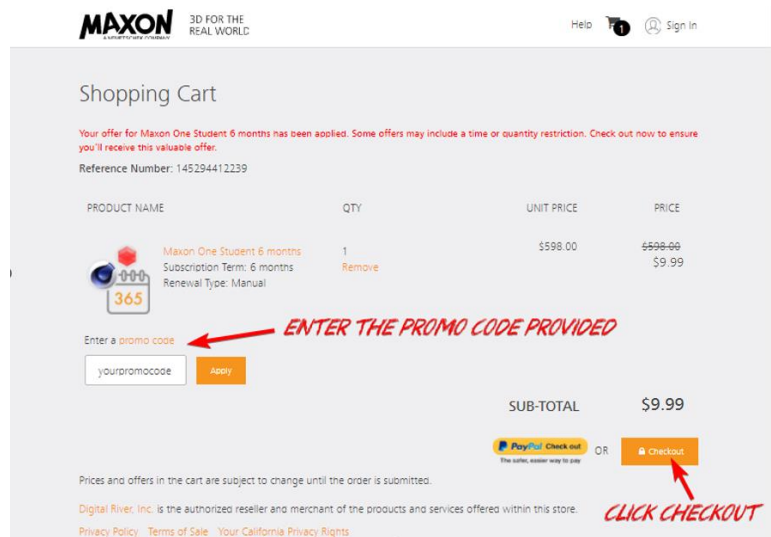 MAXON
A NEMETSCHEK COMPANY
3D FOR THE
REAL WORLD
Help
1
Sign In
Shopping Cart
Your offer for Maxon One Student 6 months has been applied. Some offers may include a time or quantity restriction. Check out now to ensure
you'll receive this valuable offer.
Reference Number: 145294412239
PRODUCT NAME QTY UNIT PRICE PRICE
Maxon One Student 6 months 1 $598.00 $598.00
Subscription Term: 6 months Remove $9.99
Renewal Type: Manual
365
Enter a promo code
ENTER THE PROMO CODE PROVIDED
yourpromocode Apply
SUB-TOTAL $9.99
PayPal Check out OR Checkout
The safer, easier way to pay
Prices and offers in the cart are subject to change until the order is submitted.
CLICK CHECKOUT
Digital River, Inc. is the authorized reseller and merchant of the products and services offered within this store.
Privacy Policy Terms of Sale Your California Privacy Rights